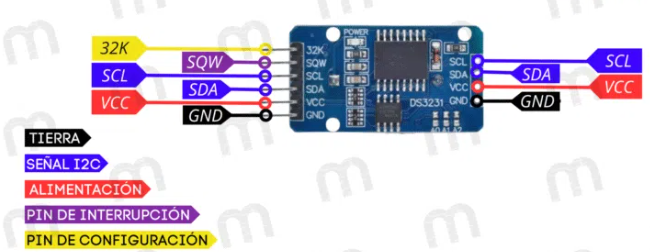 POWER
32K 32K
SQW SQW SCL SCL
SCL SCL SDA SDA
SDA SDA VCC VCC
VCC VCC DS3231 GND GND
GND GND
A0 A1 A2
TIERRA
SEÑAL I2C
ALIMENTACIÓN
PIN DE INTERRUPCIÓN
PIN DE CONFIGURACIÓN